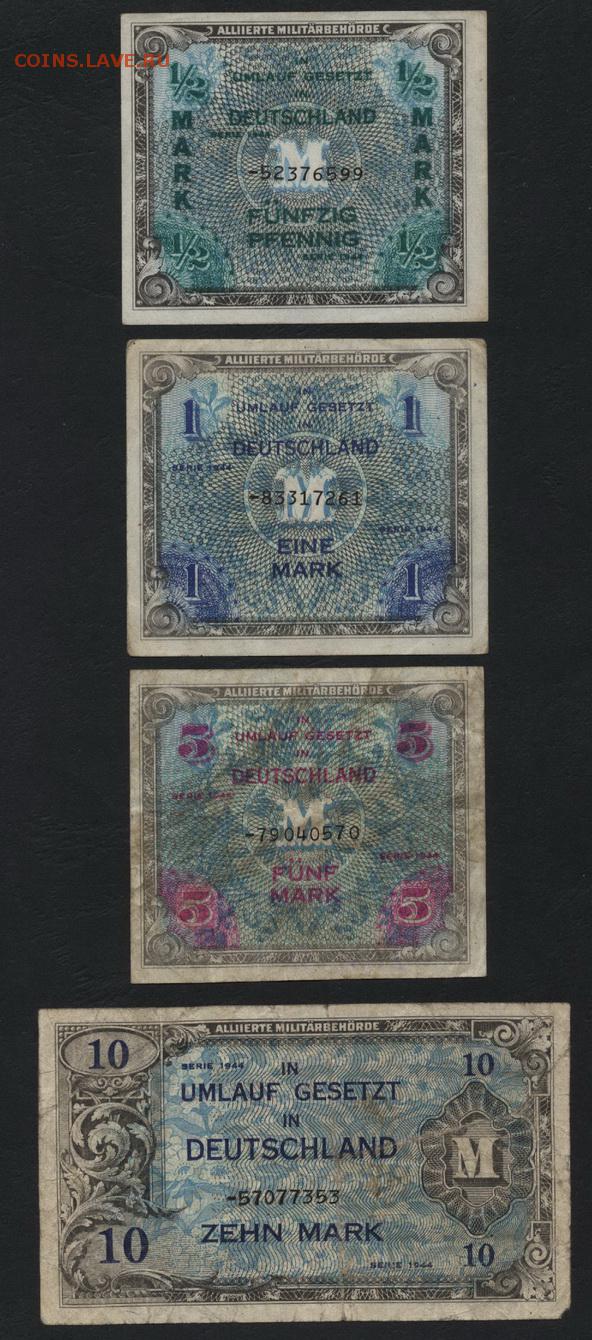 COINS.LAVE.RU
ALLIIERTE MILITÄRBEHÖRDE
1/2 IN 1/2
UMLAUF GESETZT
IN
DEUTSCHLAND
SERIE 1944
MARK MARK
M
-52376599
FÜNFZIG
PFENNIG
1/2 1/2
SERIE 1944
ALLIIERTE MILITÄRBEHÖRDE
IN
1 UMLAUF GESETZT 1
IN
DEUTSCHLAND
SERIE 1944
M
-83317261
SERIE 1944
EINE
MARK
1 1
ALLIIERTE MILITÄRBEHÖRDE
IN
5 UMLAUF GESETZT 5
IN
DEUTSCHLAND
SERIE 1944
M
-79040570
SERIE 1944
FÜNF
MARK
5 5
ALLIIERTE MILITÄRBEHÖRDE
10 SERIE 1944 IN 10
UMLAUF GESETZT
IN
DEUTSCHLAND
M
-57077353
ZEHN MARK
10 10
SERIE 1944